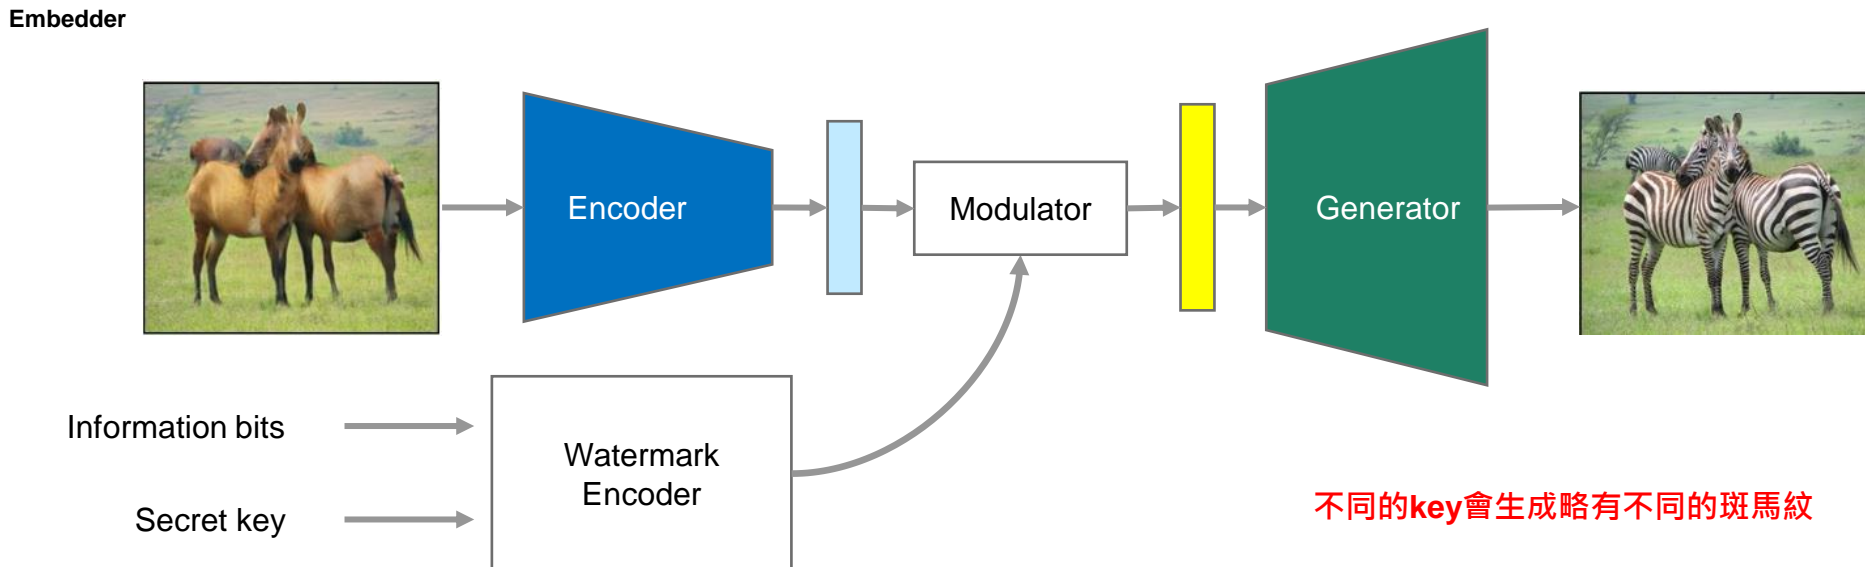 Embedder
Encoder
Modulator
Generator
Information bits
Watermark
Encoder
Secret key
不同的key會生成略有不同的斑馬紋